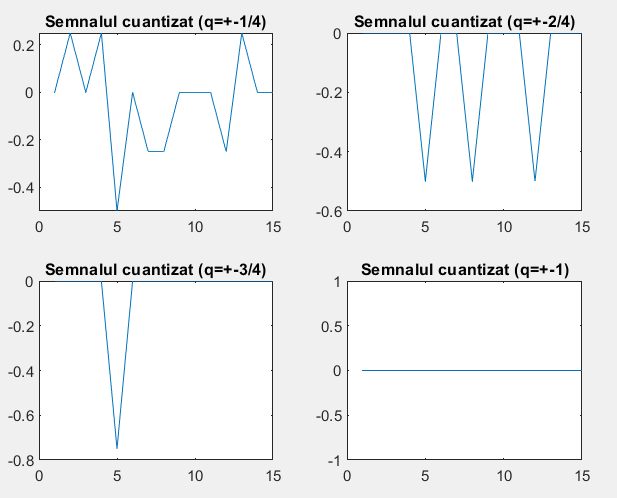 Semnalul cuantizat (q=+-1/4)
0.2
0
-0.2
-0.4
0 5 10 15
Semnalul cuantizat (q=+-2/4)
0
-0.2
-0.4
-0.6
0 5 10 15
Semnalul cuantizat (q=+-3/4)
0
-0.2
-0.4
-0.6
-0.8
0 5 10 15
Semnalul cuantizat (q=+-1)
1
0.5
0
-0.5
-1
0 5 10 15